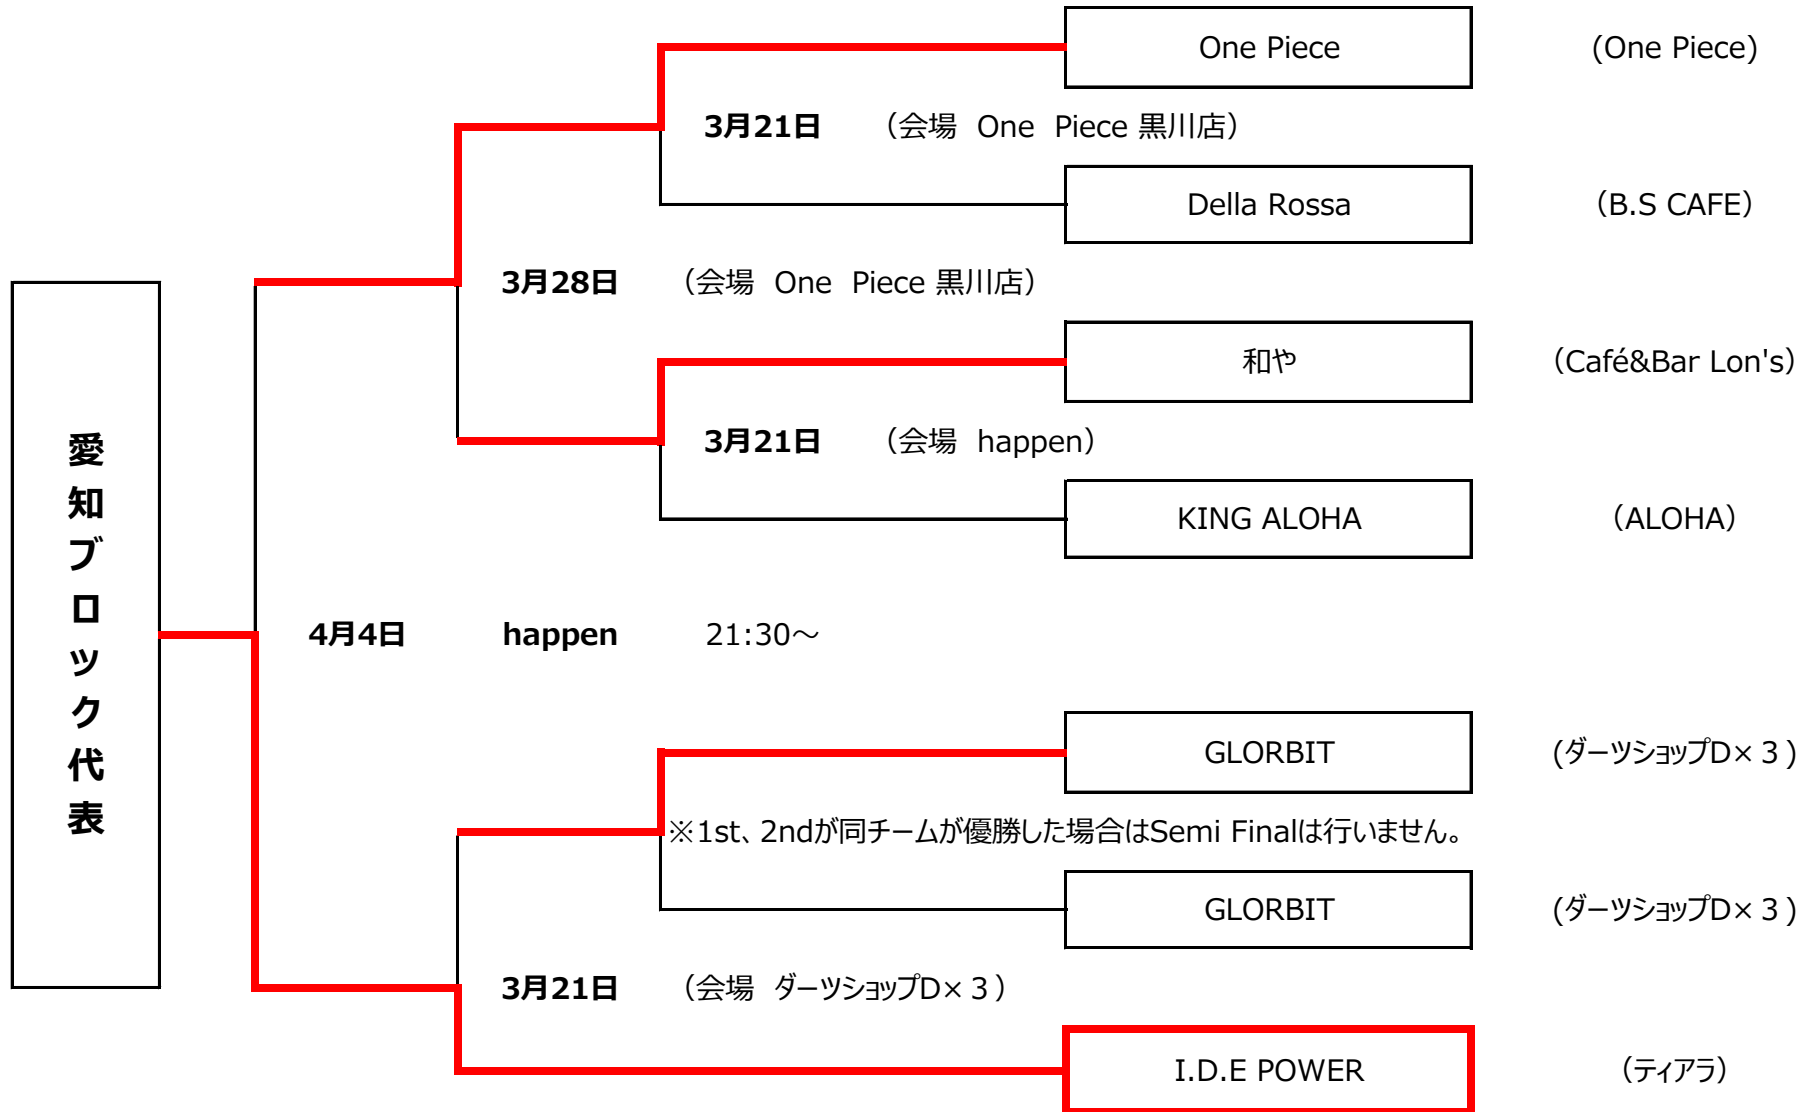 One Piece (One Piece)
3月21日 （会場 One Piece 黒川店）
Della Rossa （B.S CAFE）
3月28日 （会場 One Piece 黒川店）
和や （Café&Bar Lon's）
3月21日 （会場 happen）
KING ALOHA （ALOHA）
愛知ブロック代表
4月4日 happen 21:30～
GLORBIT (ダーツショップD×３)
※1st、2ndが同チームが優勝した場合はSemi Finalは行いません。
GLORBIT (ダーツショップD×３)
3月21日 （会場 ダーツショップD×３）
I.D.E POWER （ティアラ）